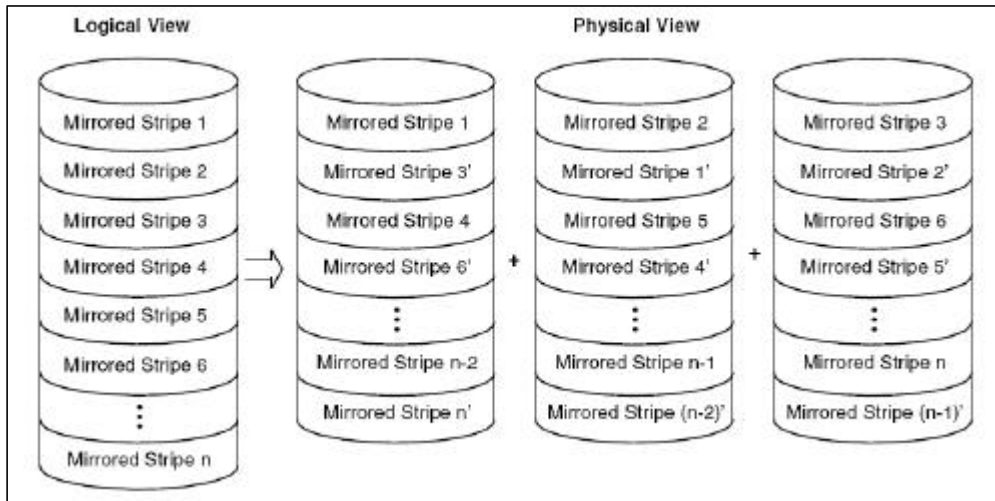 Logical View
Physical View
Mirrored Stripe 1
Mirrored Stripe 2
Mirrored Stripe 3
Mirrored Stripe 4
Mirrored Stripe 5
Mirrored Stripe 6
Mirrored Stripe n
Mirrored Stripe 1
Mirrored Stripe 3'
Mirrored Stripe 4
Mirrored Stripe 6'
Mirrored Stripe n-2
Mirrored Stripe n'
+
Mirrored Stripe 2
Mirrored Stripe 1'
Mirrored Stripe 5
Mirrored Stripe 4'
Mirrored Stripe n-1
Mirrored Stripe (n-2)'
+
Mirrored Stripe 3
Mirrored Stripe 2'
Mirrored Stripe 6
Mirrored Stripe 5'
Mirrored Stripe n
Mirrored Stripe (n-1)'